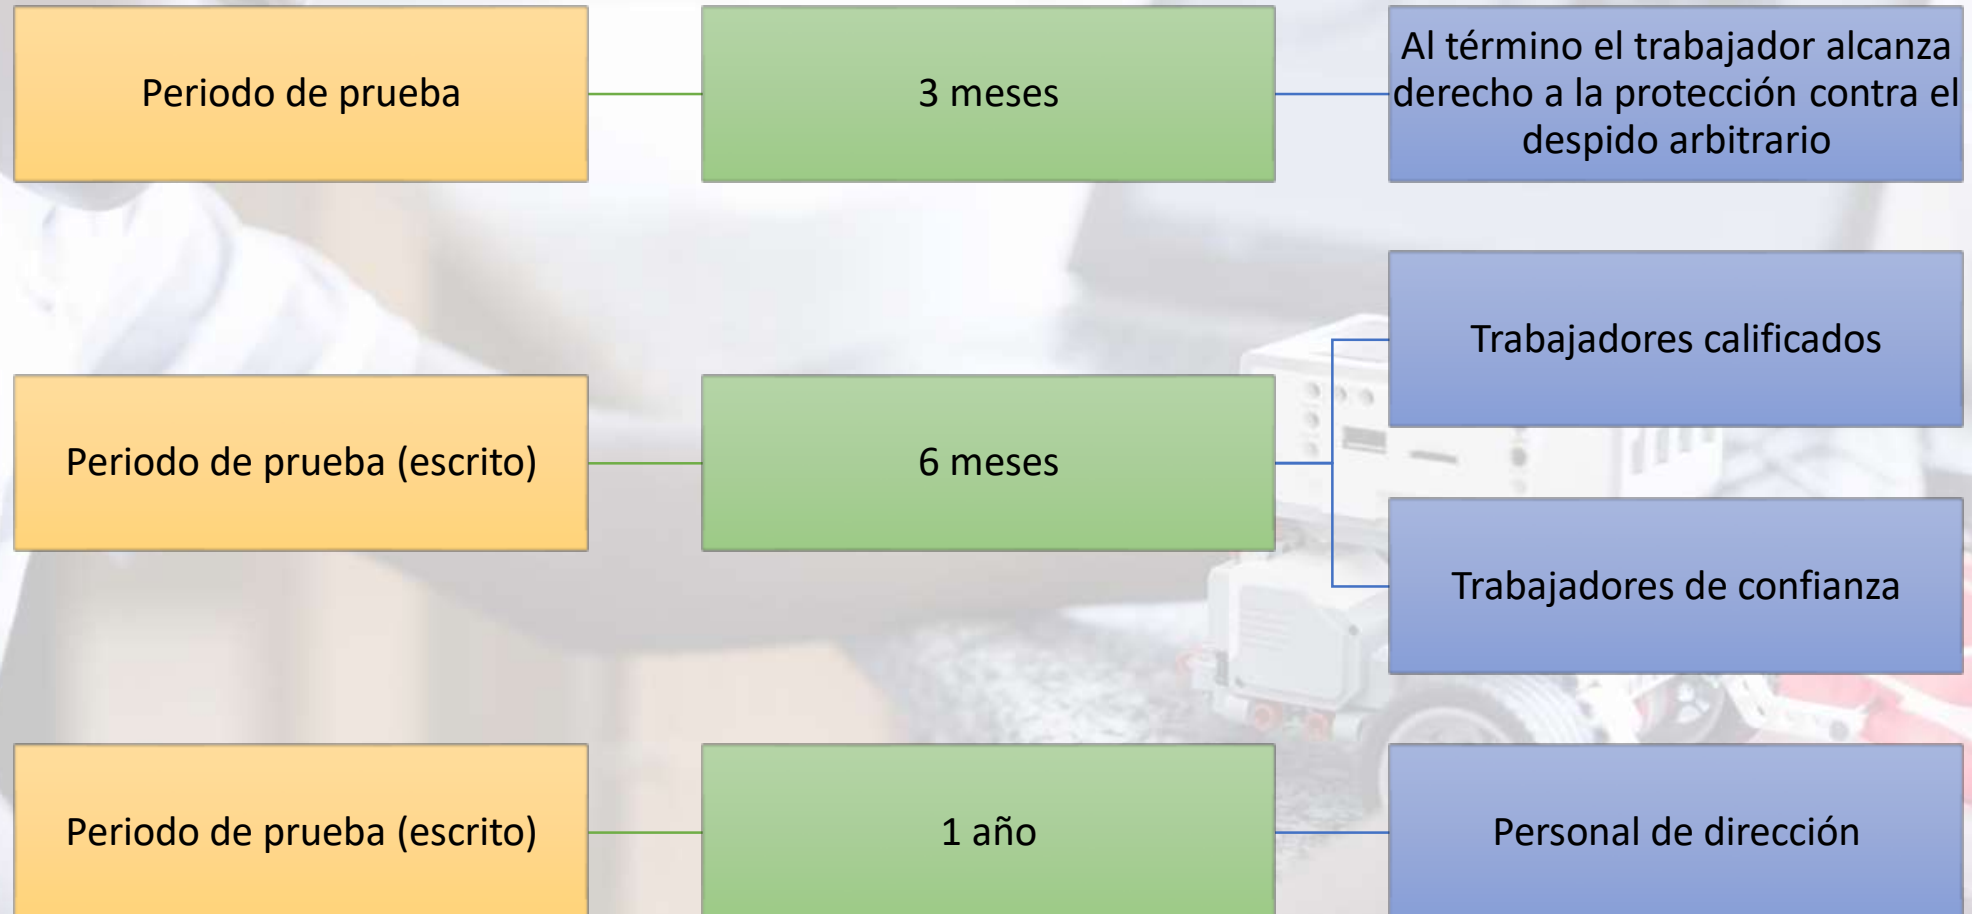 Periodo de prueba
3 meses
Al término el trabajador alcanza
derecho a la protección contra el
despido arbitrario
Periodo de prueba (escrito)
6 meses
Trabajadores calificados
Trabajadores de confianza
Periodo de prueba (escrito)
1 año
Personal de dirección